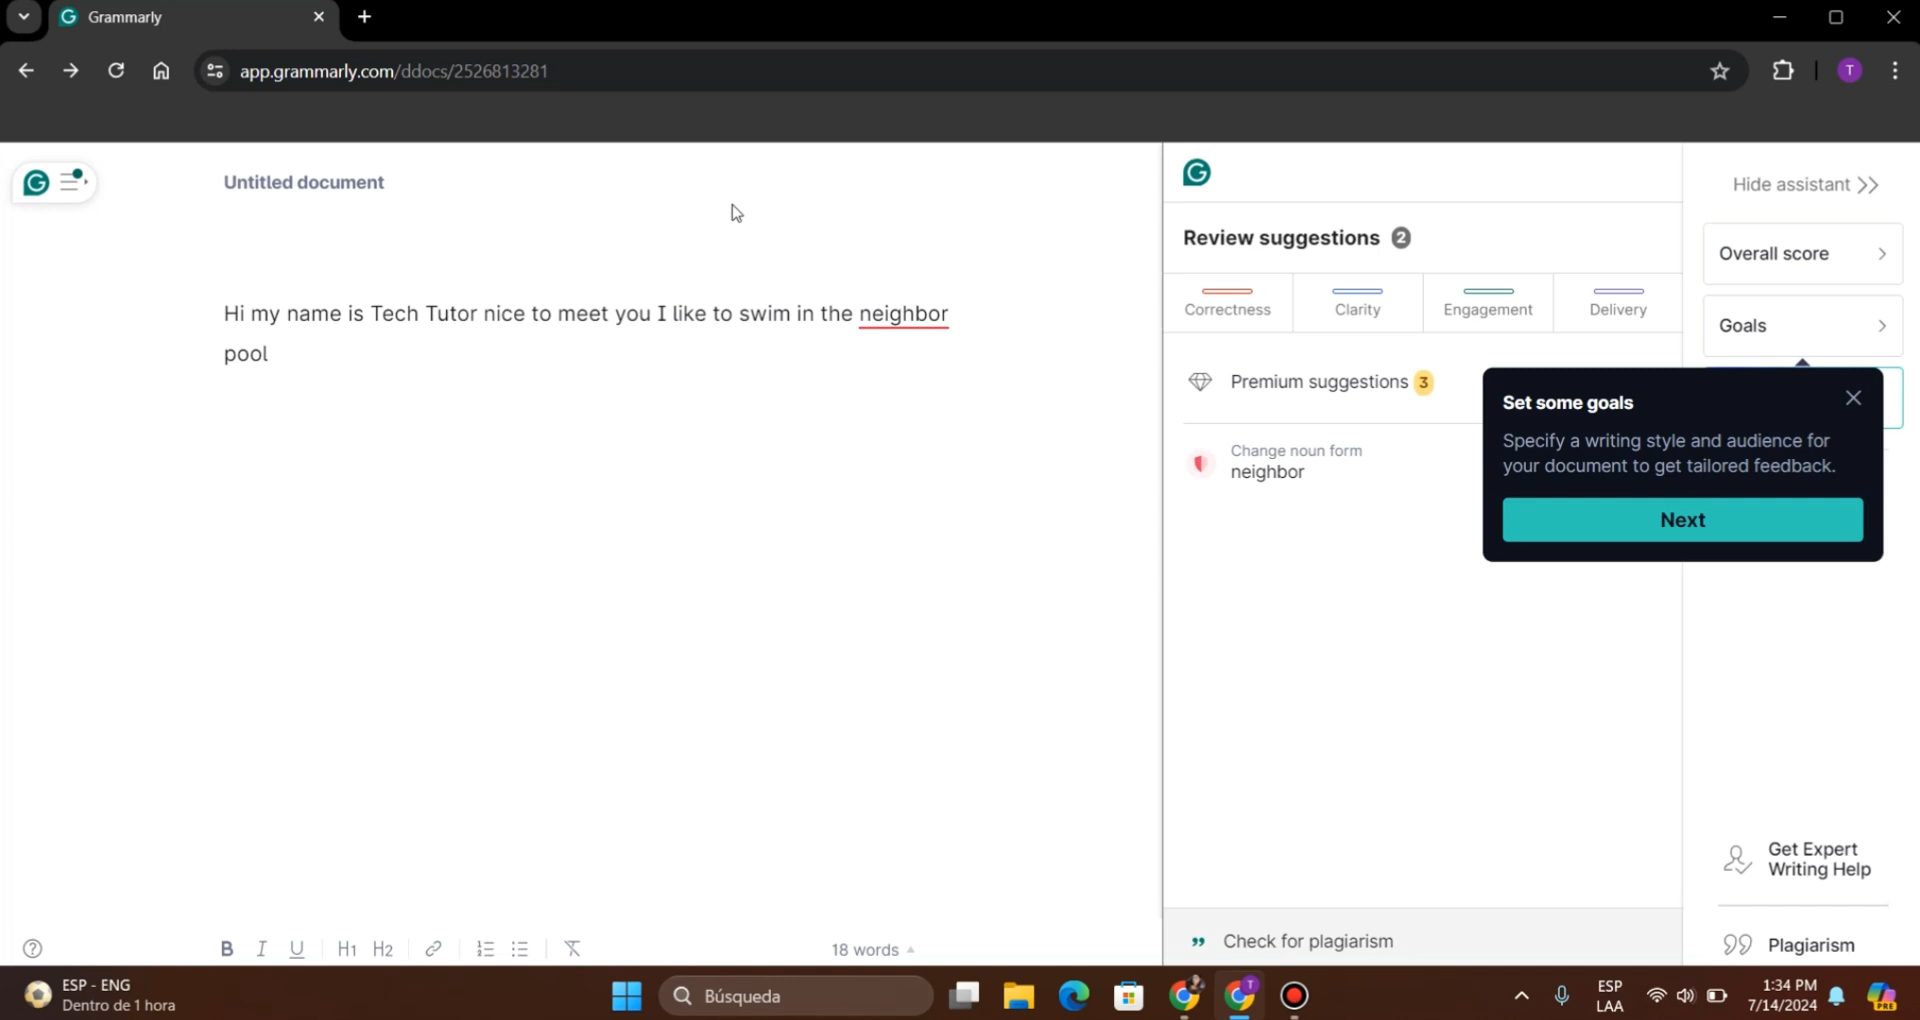 Grammarly
app.grammarly.com/ddocs/2526813281
T
Untitled document
Hi my name is Tech Tutor nice to meet you I like to swim in the neighbor
pool
Review suggestions 2
Correctness
Clarity
Engagement
Delivery
Premium suggestions 3
Change noun form
neighbor
Hide assistant
Overall score
Goals
Set some goals
Specify a writing style and audience for
your document to get tailored feedback.
Next
Get Expert
Writing Help
Plagiarism
Check for plagiarism
B I U H1 H2
18 words
ESP - ENG
Dentro de 1 hora
Búsqueda
T
ESP
LAA
1:34 PM
7/14/2024
PRE